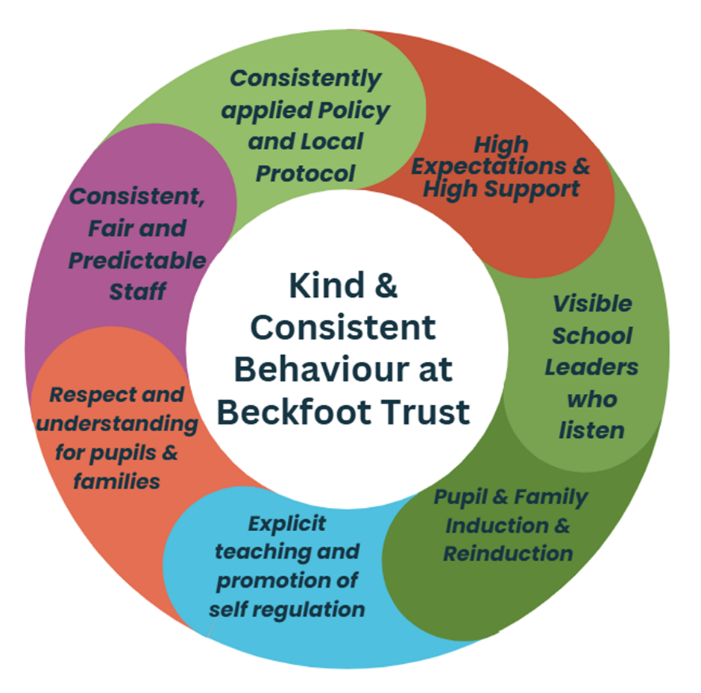 Consistently
applied Policy
and Local
Protocol
High
Expectations &
High Support
Visible
School
Leaders
who
listen
Pupil & Family
Induction &
Reinduction
Explicit
teaching and
promotion of
self regulation
Respect and
understanding
for pupils &
families
Consistent,
Fair and
Predictable
Staff
Kind &
Consistent
Behaviour at
Beckfoot Trust